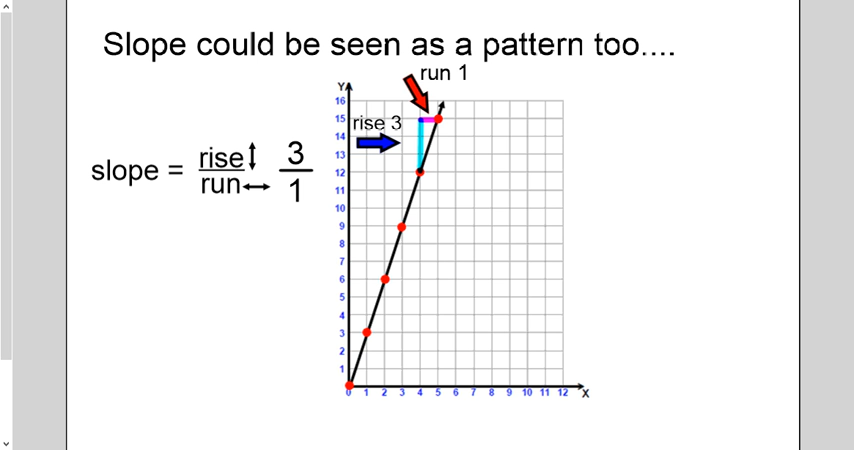 Slope could be seen as a pattern too....
run 1
Y
16
15
rise 3
14
13
12
11
10
9
8
7
6
5
4
3
2
1
slope = rise 3
run 1
0 1 2 3 4 5 6 7 8 9 10 11 12 X